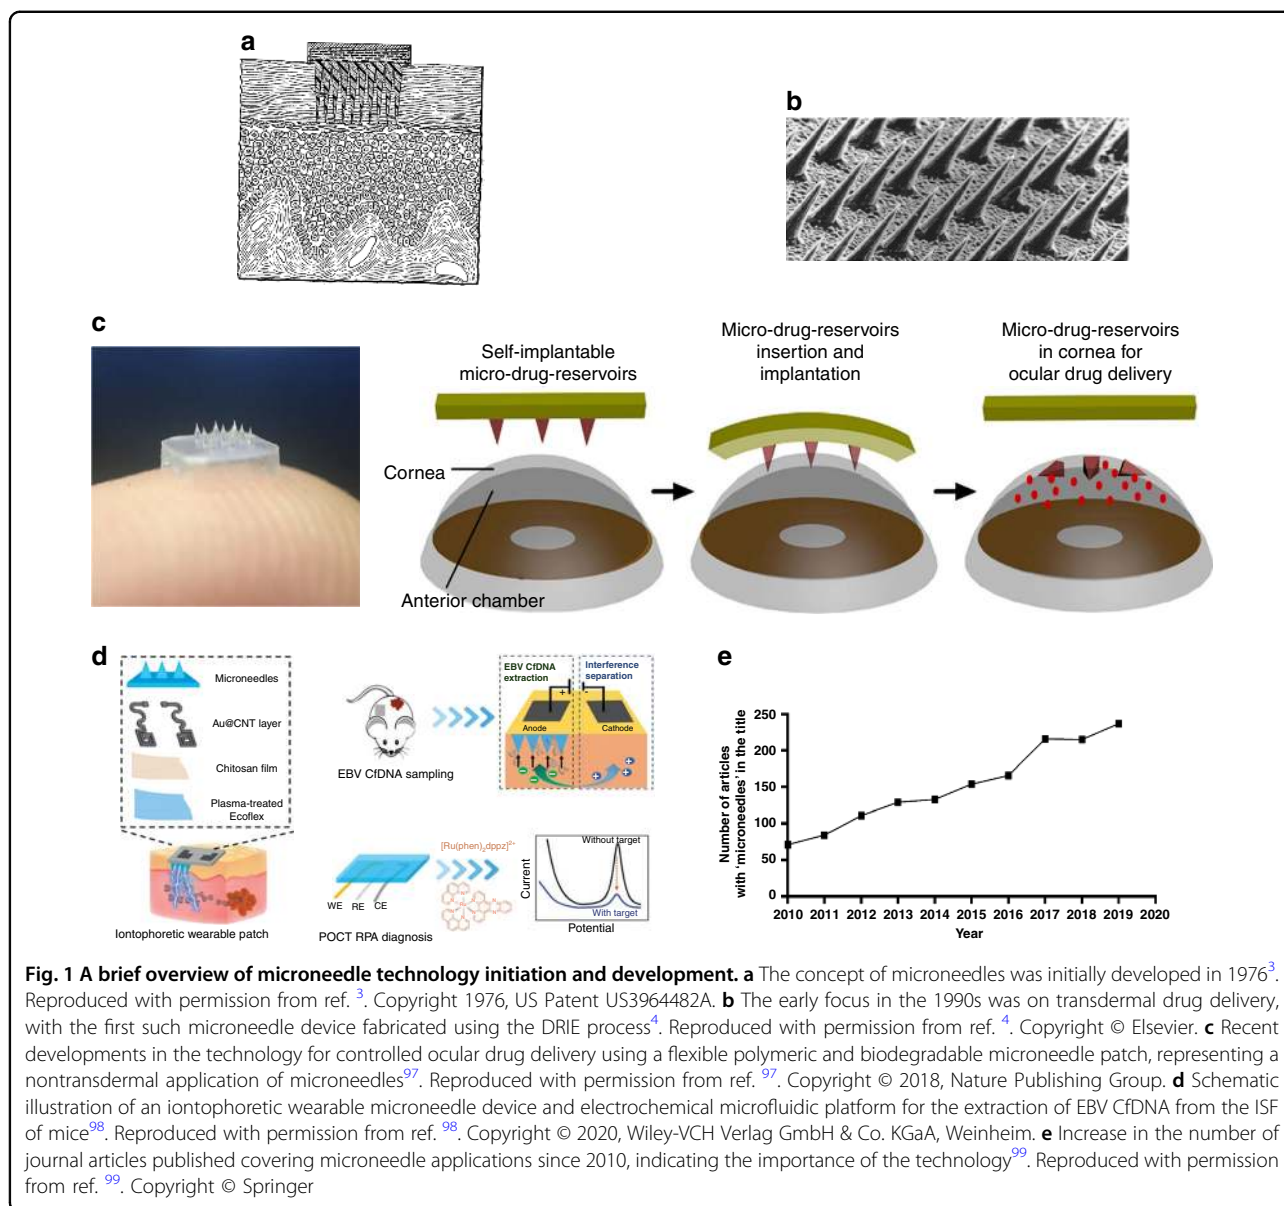 a
b
c
Self-implantable
micro-drug-reservoirs
Micro-drug-reservoirs
insertion and
implantation
Micro-drug-reservoirs
in cornea for
ocular drug delivery
Cornea
Anterior chamber
d
Microneedles
Au@CNT layer
Chitosan film
Plasma-treated
Ecoflex
Iontophoretic wearable patch
EBV CfDNA sampling
EBV CfDNA
extraction
Interference
separation
+
-
Anode
Cathode
WE
RE
CE
POCT RPA diagnosis
[Ru(phen)₂dppz]²⁺
Current
Without target
With target
Potential
e
Number of articles
with 'microneedles' in the title
250
200
150
100
50
0
2010 2011 2012 2013 2014 2015 2016 2017 2018 2019 2020
Year
Fig. 1 A brief overview of microneedle technology initiation and development. a The concept of microneedles was initially developed in 1976³.
Reproduced with permission from ref. ³. Copyright 1976, US Patent US3964482A. b The early focus in the 1990s was on transdermal drug delivery,
with the first such microneedle device fabricated using the DRIE process⁴. Reproduced with permission from ref. ⁴. Copyright © Elsevier. c Recent
developments in the technology for controlled ocular drug delivery using a flexible polymeric and biodegradable microneedle patch, representing a
nontransdermal application of microneedles⁹⁷. Reproduced with permission from ref. ⁹⁷. Copyright © 2018, Nature Publishing Group. d Schematic
illustration of an iontophoretic wearable microneedle device and electrochemical microfluidic platform for the extraction of EBV CfDNA from the ISF
of mice⁹⁸. Reproduced with permission from ref. ⁹⁸. Copyright © 2020, Wiley-VCH Verlag GmbH & Co. KGaA, Weinheim. e Increase in the number of
journal articles published covering microneedle applications since 2010, indicating the importance of the technology⁹⁹. Reproduced with permission
from ref. ⁹⁹. Copyright © Springer